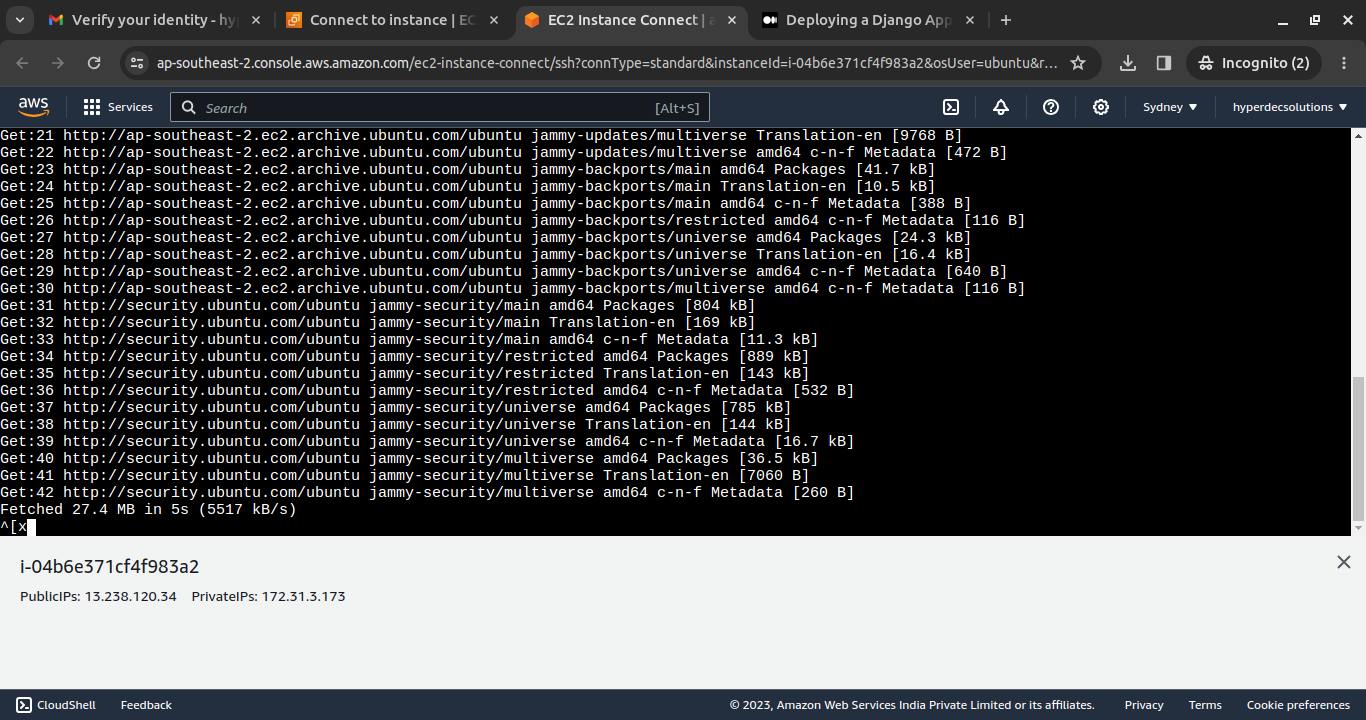 Verify your identity - hy
Connect to instance | EC
EC2 Instance Connect | a
Deploying a Django App
ap-southeast-2.console.aws.amazon.com/ec2-instance-connect/ssh?connType=standard&instanceId=i-04b6e371cf4f983a2&osUser=ubuntu&r...
Incognito (2)
aws
Services
Search
[Alt+S]
Sydney
hyperdecsolutions
Get:21 http://ap-southeast-2.ec2.archive.ubuntu.com/ubuntu jammy-updates/multiverse Translation-en [9768 B]
Get:22 http://ap-southeast-2.ec2.archive.ubuntu.com/ubuntu jammy-updates/multiverse amd64 c-n-f Metadata [472 B]
Get:23 http://ap-southeast-2.ec2.archive.ubuntu.com/ubuntu jammy-backports/main amd64 Packages [41.7 kB]
Get:24 http://ap-southeast-2.ec2.archive.ubuntu.com/ubuntu jammy-backports/main Translation-en [10.5 kB]
Get:25 http://ap-southeast-2.ec2.archive.ubuntu.com/ubuntu jammy-backports/main amd64 c-n-f Metadata [388 B]
Get:26 http://ap-southeast-2.ec2.archive.ubuntu.com/ubuntu jammy-backports/restricted amd64 c-n-f Metadata [116 B]
Get:27 http://ap-southeast-2.ec2.archive.ubuntu.com/ubuntu jammy-backports/universe amd64 Packages [24.3 kB]
Get:28 http://ap-southeast-2.ec2.archive.ubuntu.com/ubuntu jammy-backports/universe Translation-en [16.4 kB]
Get:29 http://ap-southeast-2.ec2.archive.ubuntu.com/ubuntu jammy-backports/universe amd64 c-n-f Metadata [640 B]
Get:30 http://ap-southeast-2.ec2.archive.ubuntu.com/ubuntu jammy-backports/multiverse amd64 c-n-f Metadata [116 B]
Get:31 http://security.ubuntu.com/ubuntu jammy-security/main amd64 Packages [804 kB]
Get:32 http://security.ubuntu.com/ubuntu jammy-security/main Translation-en [169 kB]
Get:33 http://security.ubuntu.com/ubuntu jammy-security/main amd64 c-n-f Metadata [11.3 kB]
Get:34 http://security.ubuntu.com/ubuntu jammy-security/restricted amd64 Packages [889 kB]
Get:35 http://security.ubuntu.com/ubuntu jammy-security/restricted Translation-en [143 kB]
Get:36 http://security.ubuntu.com/ubuntu jammy-security/restricted amd64 c-n-f Metadata [532 B]
Get:37 http://security.ubuntu.com/ubuntu jammy-security/universe amd64 Packages [785 kB]
Get:38 http://security.ubuntu.com/ubuntu jammy-security/universe Translation-en [144 kB]
Get:39 http://security.ubuntu.com/ubuntu jammy-security/universe amd64 c-n-f Metadata [16.7 kB]
Get:40 http://security.ubuntu.com/ubuntu jammy-security/multiverse amd64 Packages [36.5 kB]
Get:41 http://security.ubuntu.com/ubuntu jammy-security/multiverse Translation-en [7060 B]
Get:42 http://security.ubuntu.com/ubuntu jammy-security/multiverse amd64 c-n-f Metadata [260 B]
Fetched 27.4 MB in 5s (5517 kB/s)
^[x
i-04b6e371cf4f983a2
PublicIPs: 13.238.120.34 PrivateIPs: 172.31.3.173
CloudShell
Feedback
© 2023, Amazon Web Services India Private Limited or its affiliates.
Privacy
Terms
Cookie preferences